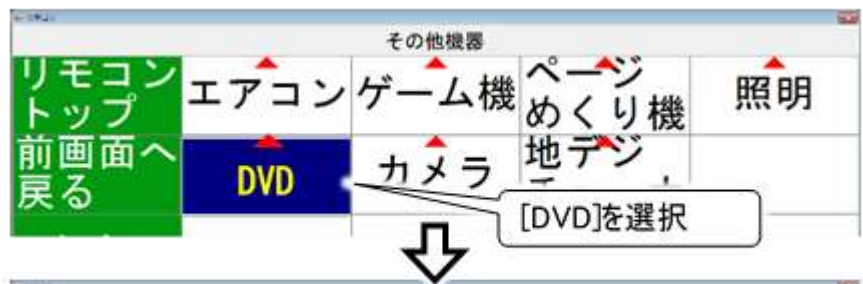 その他機器
リモコン
トップ
エアコン
ゲーム機
ページ
めくり機
照明
前画面へ
戻る
DVD
カメラ
地デジ
[DVD]を選択